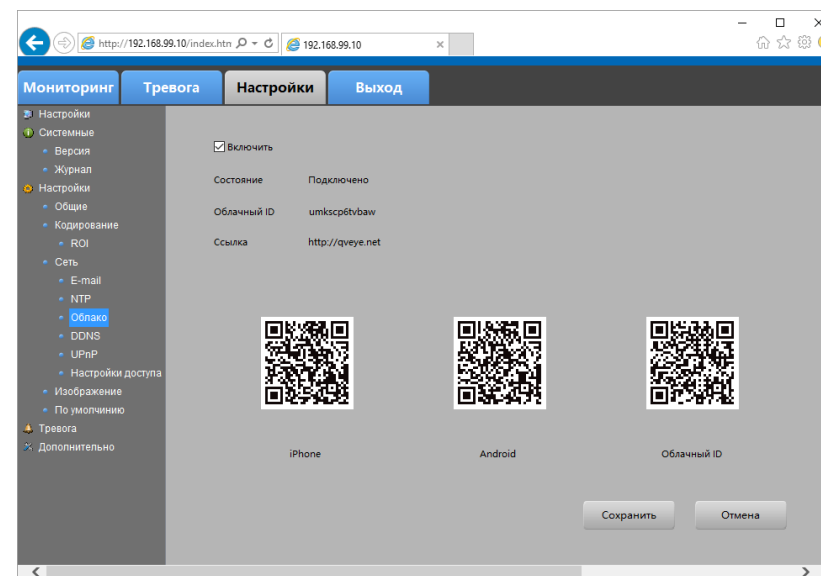 http://192.168.99.10/index.htn
192.168.99.10
Мониторинг
Тревога
Настройки
Выход
Настройки
Системные
Версия
Журнал
Настройки
Общие
Кодирование
ROI
Сеть
E-mail
NTP
Облако
DDNS
UPnP
Настройки доступа
Изображение
По умолчанию
Тревога
Дополнительно
Включить
Состояние Подключено
Облачный ID umkscp6tvbaw
Ссылка http://qveye.net
iPhone
Android
Облачный ID
Сохранить
Отмена